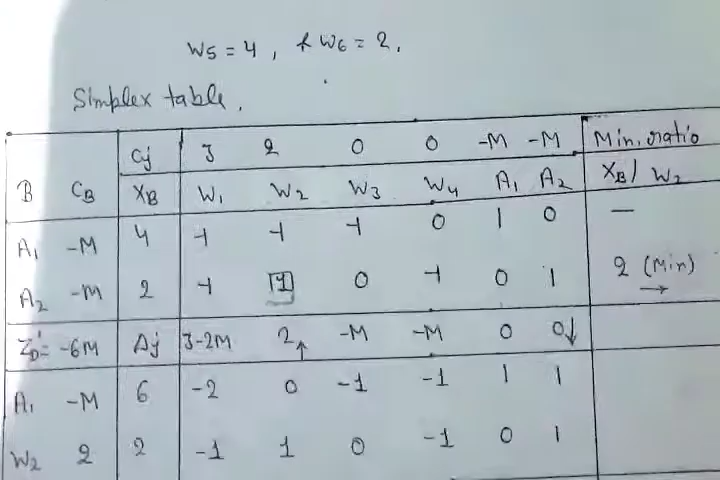 W5 = 4, & W6 = 2.
Simplex table.
Cj 3 2 0 0 -M -M Min. ratio
B CB XB W1 W2 W3 W4 A1 A2 XB/ W2
A1 -M 4 -1 -1 -1 0 1 0 —
A2 -M 2 -1 1 0 -1 0 1 2 (Min) →
ZD' = -6M Δj 3-2M 2↑ -M -M 0 0↓
A1 -M 6 -2 0 -1 -1 1 1
W2 2 2 -1 1 0 -1 0 1